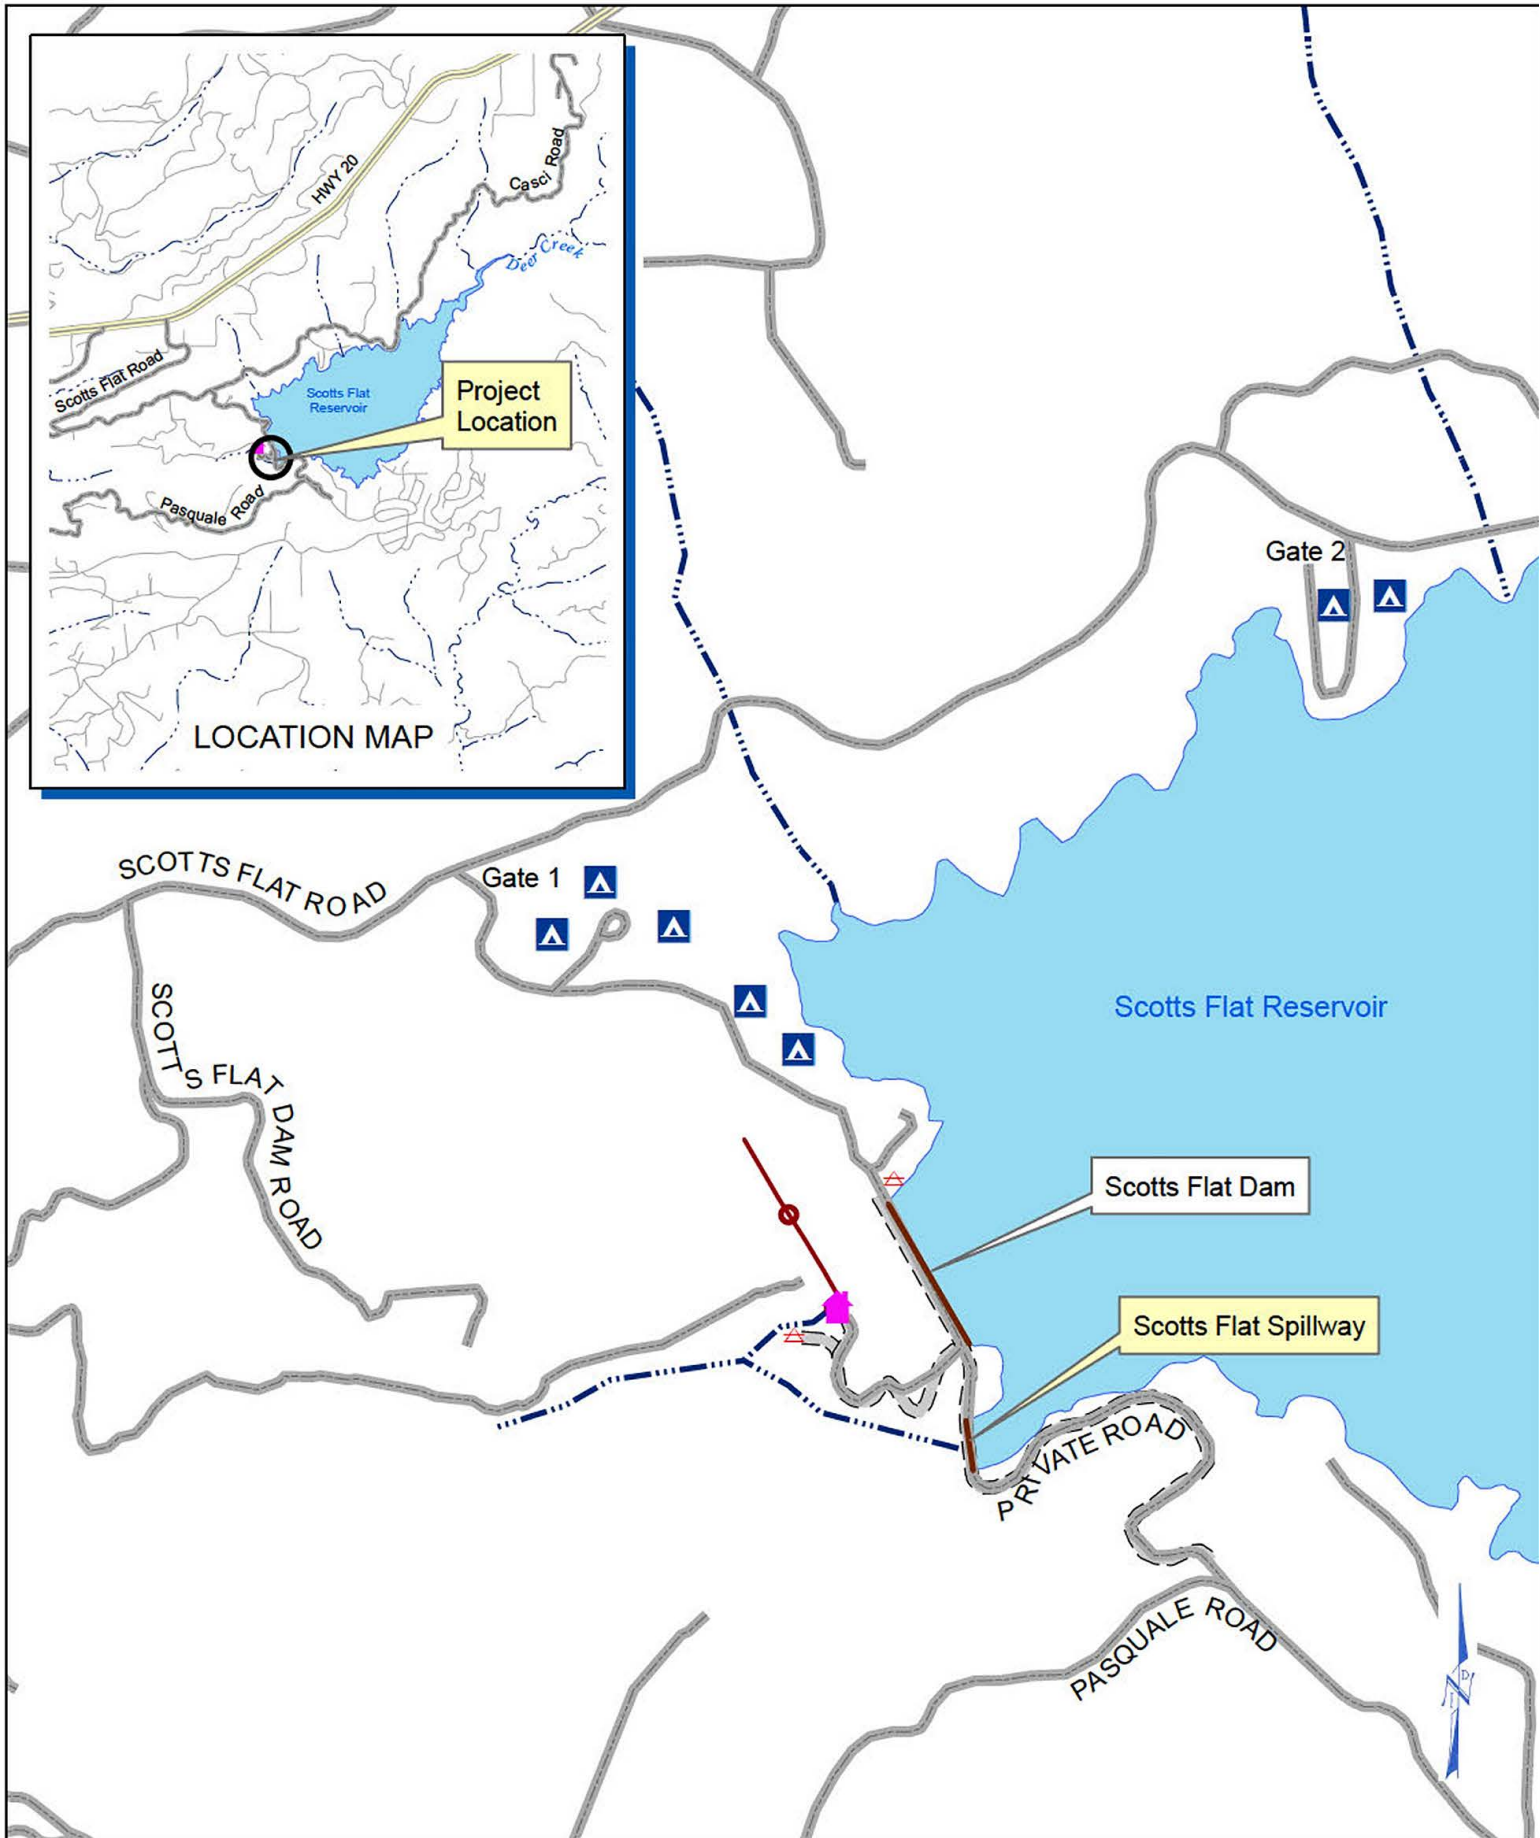 HWY 20
Casci Road
Deer Creek
Scotts Flat Road
Scotts Flat
Reservoir
Project
Location
Pasquale Road
LOCATION MAP
Gate 2
SCOTTS FLAT ROAD
Gate 1
SCOTTS FLAT DAM ROAD
Scotts Flat Reservoir
Scotts Flat Dam
Scotts Flat Spillway
PRIVATE ROAD
PASQUALE ROAD
N
I
D